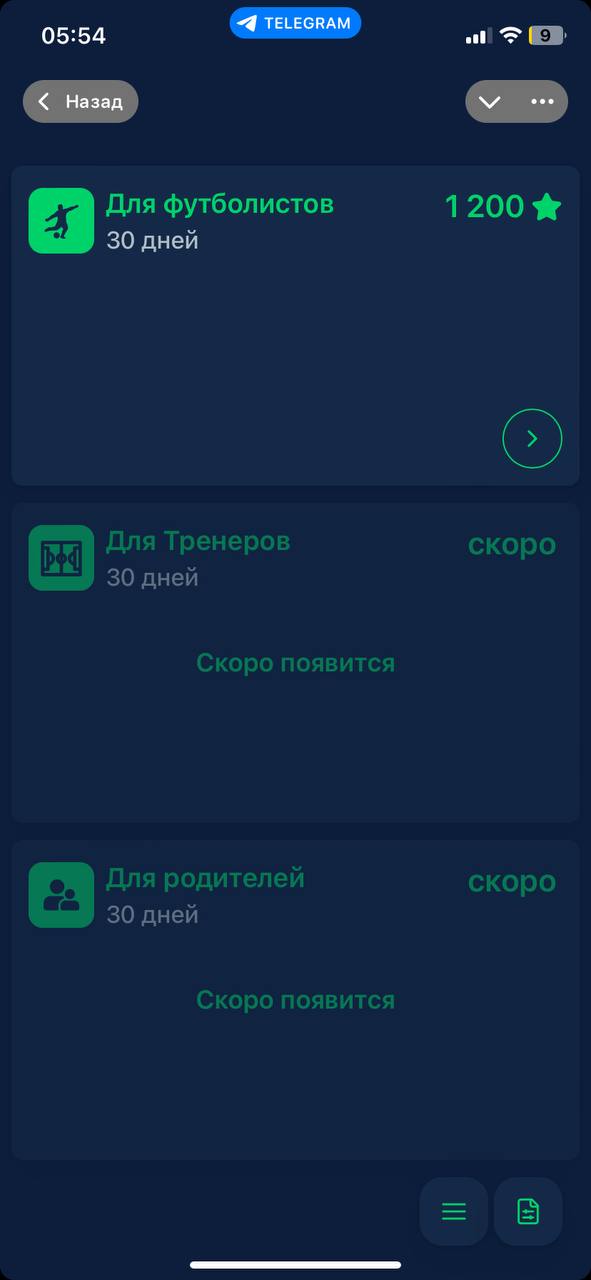 05:54
TELEGRAM
9
Назад
Для футболистов
1 200
30 дней
Для Тренеров
скоро
30 дней
Скоро появится
Для родителей
скоро
30 дней
Скоро появится